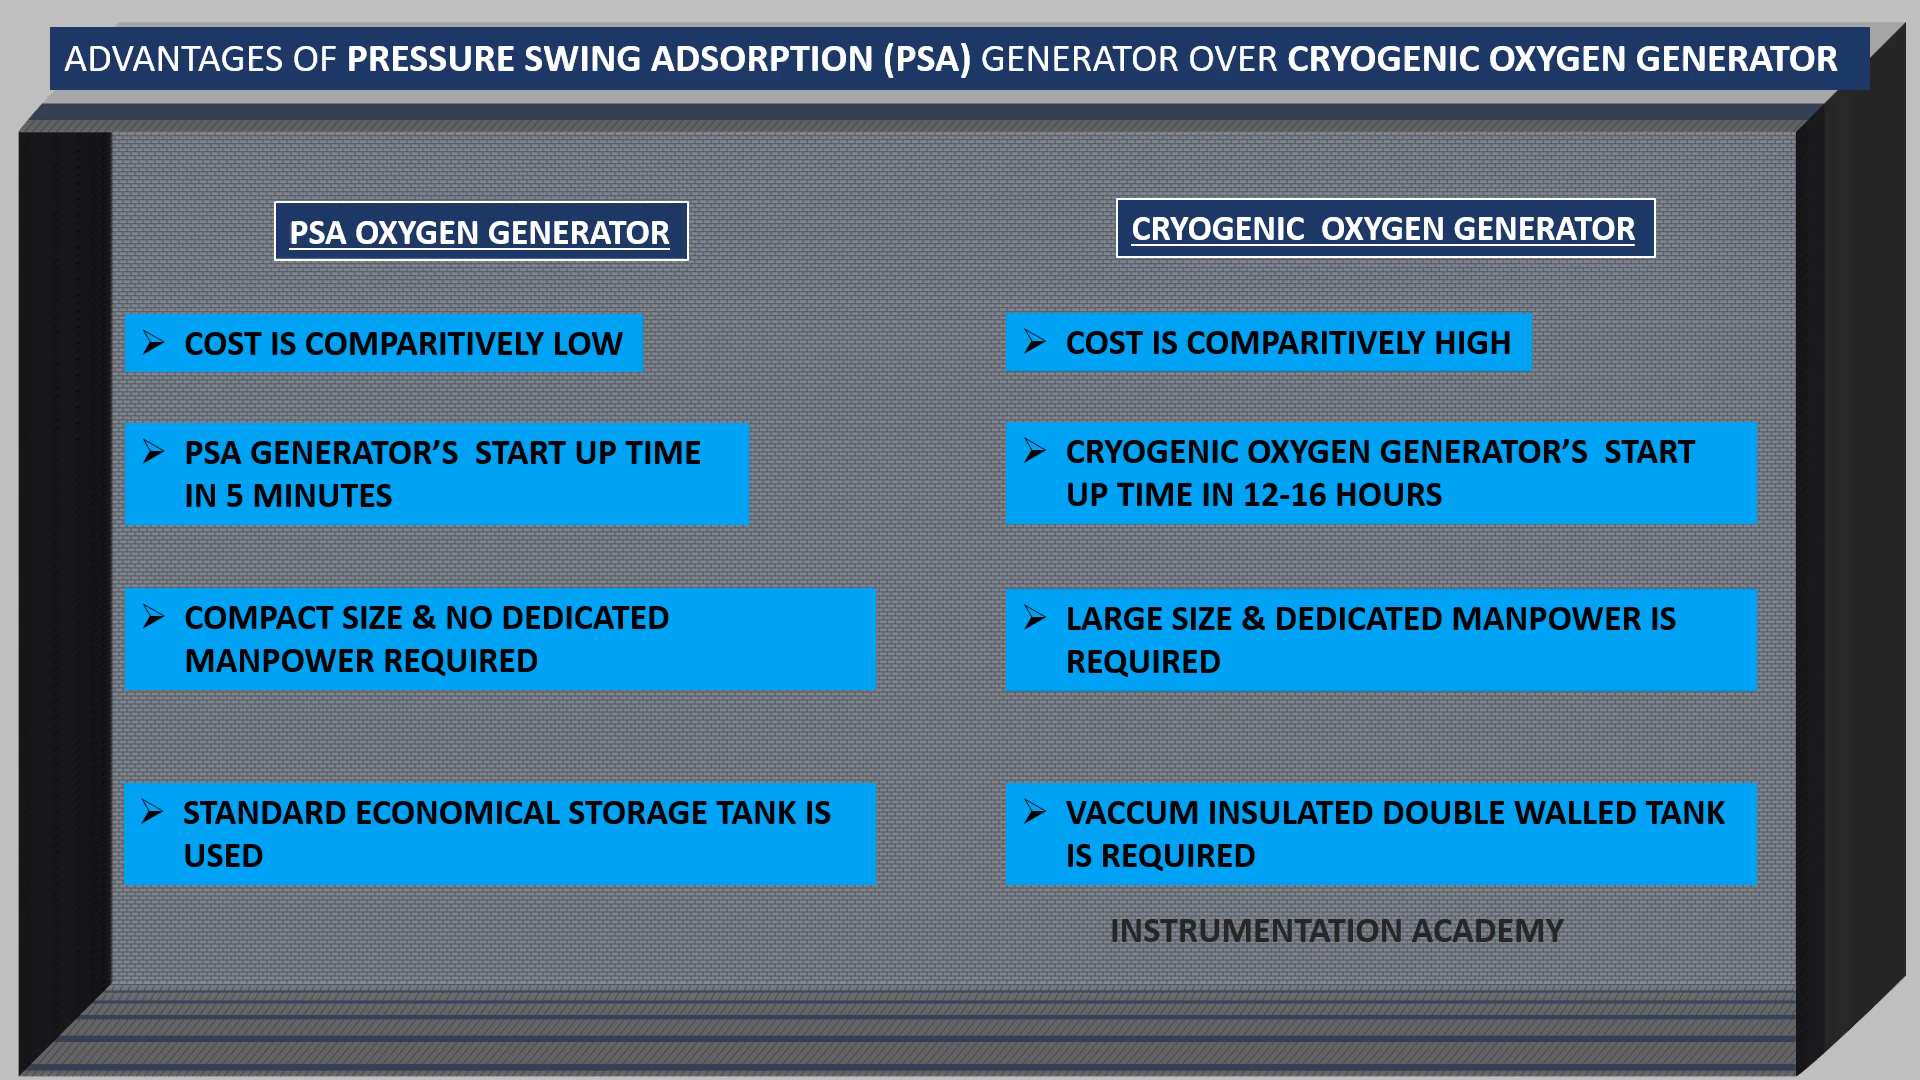 ADVANTAGES OF PRESSURE SWING ADSORPTION (PSA) GENERATOR OVER CRYOGENIC OXYGEN GENERATOR
PSA OXYGEN GENERATOR
COST IS COMPARITIVELY LOW
PSA GENERATOR’S START UP TIME
IN 5 MINUTES
COMPACT SIZE & NO DEDICATED
MANPOWER REQUIRED
STANDARD ECONOMICAL STORAGE TANK IS
USED
CRYOGENIC OXYGEN GENERATOR
COST IS COMPARITIVELY HIGH
CRYOGENIC OXYGEN GENERATOR’S START
UP TIME IN 12-16 HOURS
LARGE SIZE & DEDICATED MANPOWER IS
REQUIRED
VACCUM INSULATED DOUBLE WALLED TANK
IS REQUIRED
INSTRUMENTATION ACADEMY